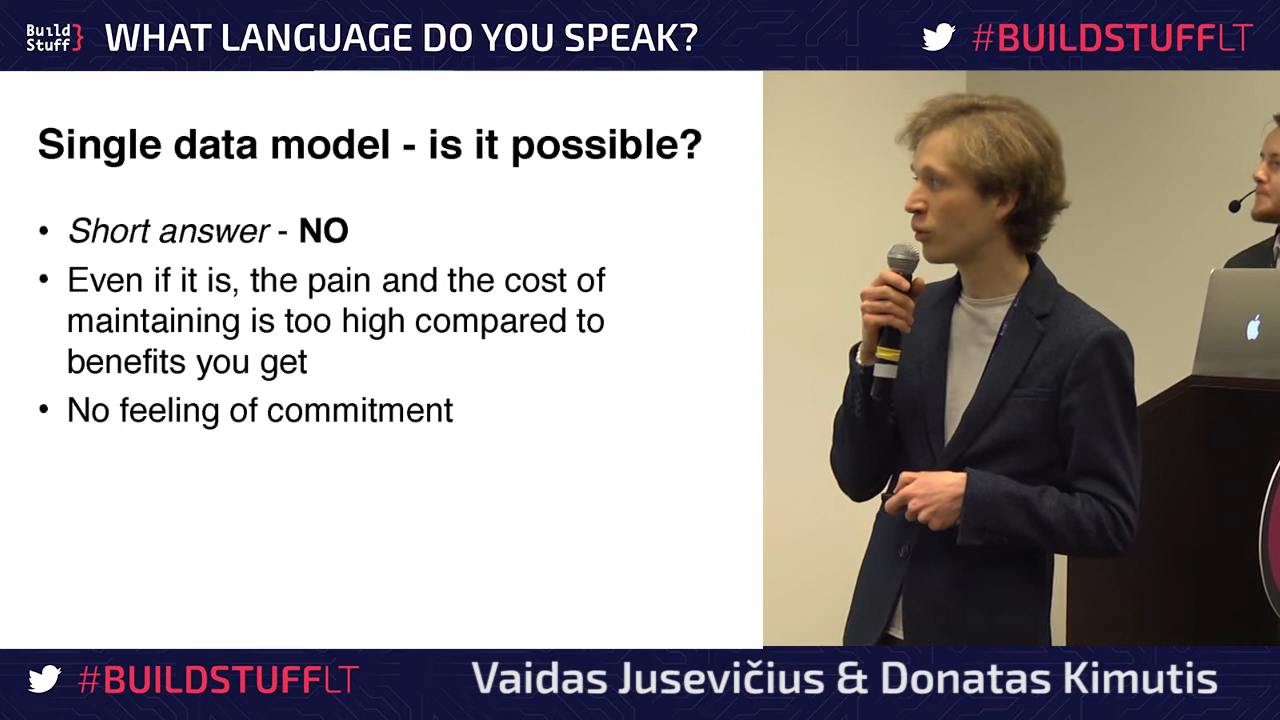 Build
Stuff}
WHAT LANGUAGE DO YOU SPEAK?
#BUILDSTUFFLT
Single data model - is it possible?
• Short answer - NO
• Even if it is, the pain and the cost of
maintaining is too high compared to
benefits you get
• No feeling of commitment
#BUILDSTUFFLT
Vaidas Jusevičius & Donatas Kimutis